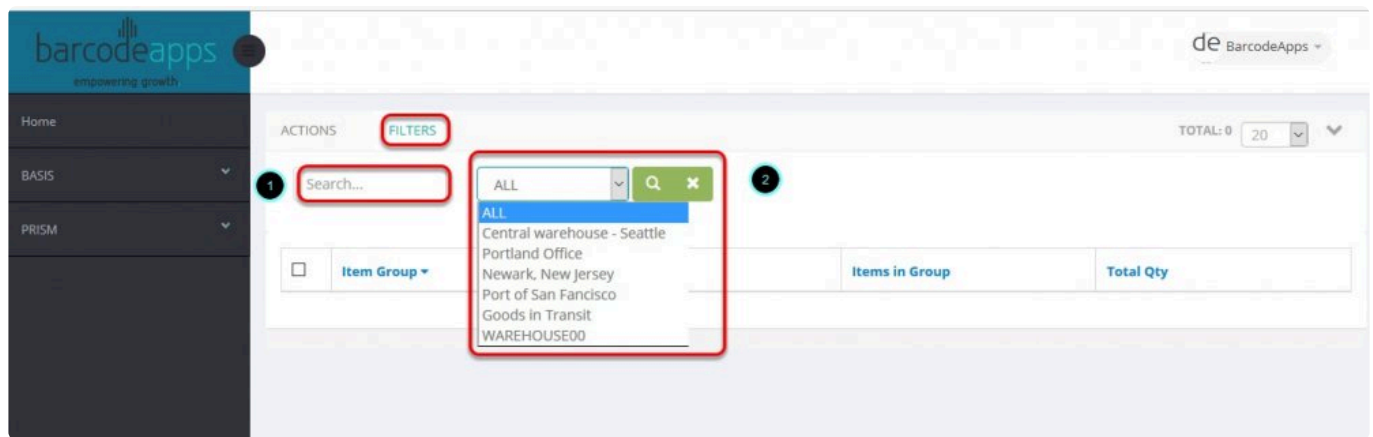 barcodeapps
empowering growth
de BarcodeApps
Home
ACTIONS FILTERS TOTAL: 0 20
BASIS
1 Search... ALL 2
ALL
PRISM
Central warehouse - Seattle
Portland Office
Item Group Items in Group Total Qty
Newark, New Jersey
Port of San Fancisco
Goods in Transit
WAREHOUSE00